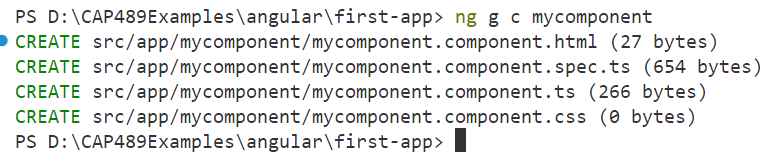 PS D:\CAP489Examples\angular\first-app> ng g c mycomponent
CREATE src/app/mycomponent/mycomponent.component.html (27 bytes)
CREATE src/app/mycomponent/mycomponent.component.spec.ts (654 bytes)
CREATE src/app/mycomponent/mycomponent.component.ts (266 bytes)
CREATE src/app/mycomponent/mycomponent.component.css (0 bytes)
PS D:\CAP489Examples\angular\first-app>